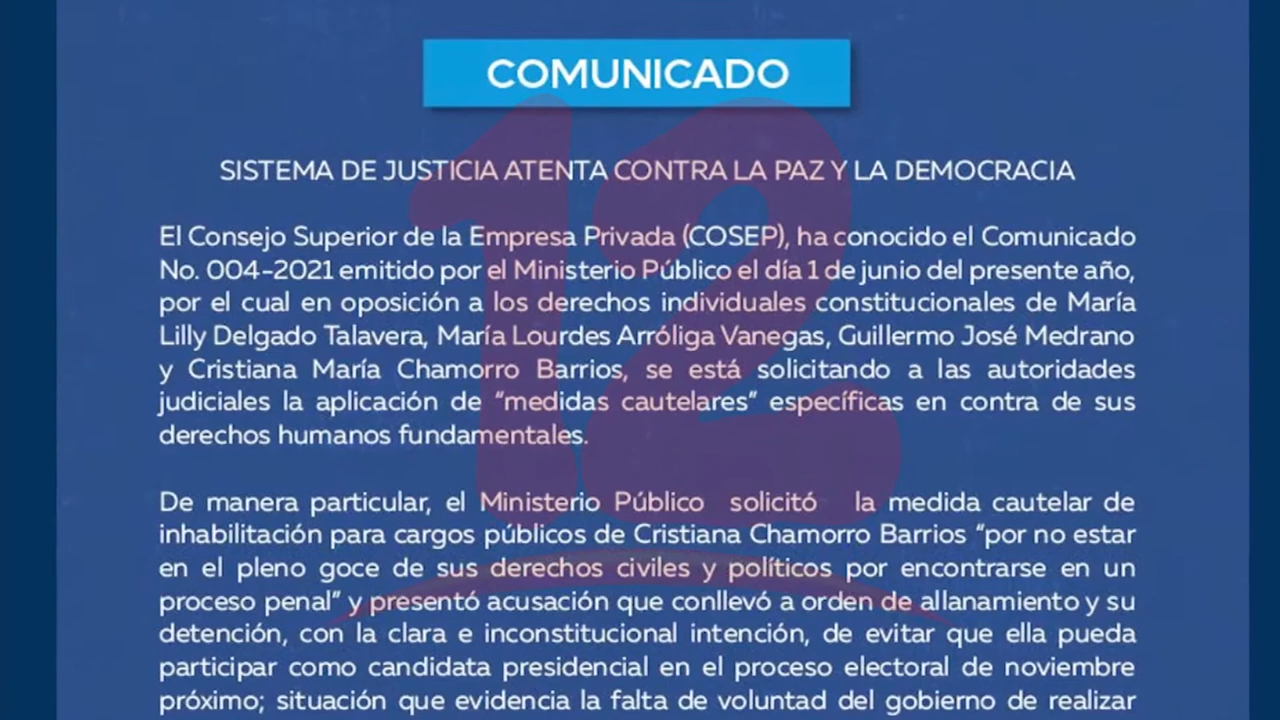 COMUNICADO
SISTEMA DE JUSTICIA ATENTA CONTRA LA PAZ Y LA DEMOCRACIA
El Consejo Superior de la Empresa Privada (COSEP), ha conocido el Comunicado
No. 004-2021 emitido por el Ministerio Público el día 1 de junio del presente año,
por el cual en oposición a los derechos individuales constitucionales de María
Lilly Delgado Talavera, María Lourdes Arróliga Vanegas, Guillermo José Medrano
y Cristiana María Chamorro Barrios, se está solicitando a las autoridades
judiciales la aplicación de “medidas cautelares” específicas en contra de sus
derechos humanos fundamentales.
De manera particular, el Ministerio Público solicitó la medida cautelar de
inhabilitación para cargos públicos de Cristiana Chamorro Barrios “por no estar
en el pleno goce de sus derechos civiles y políticos por encontrarse en un
proceso penal” y presentó acusación que conllevó a orden de allanamiento y su
detención, con la clara e inconstitucional intención, de evitar que ella pueda
participar como candidata presidencial en el proceso electoral de noviembre
próximo; situación que evidencia la falta de voluntad del gobierno de realizar
12